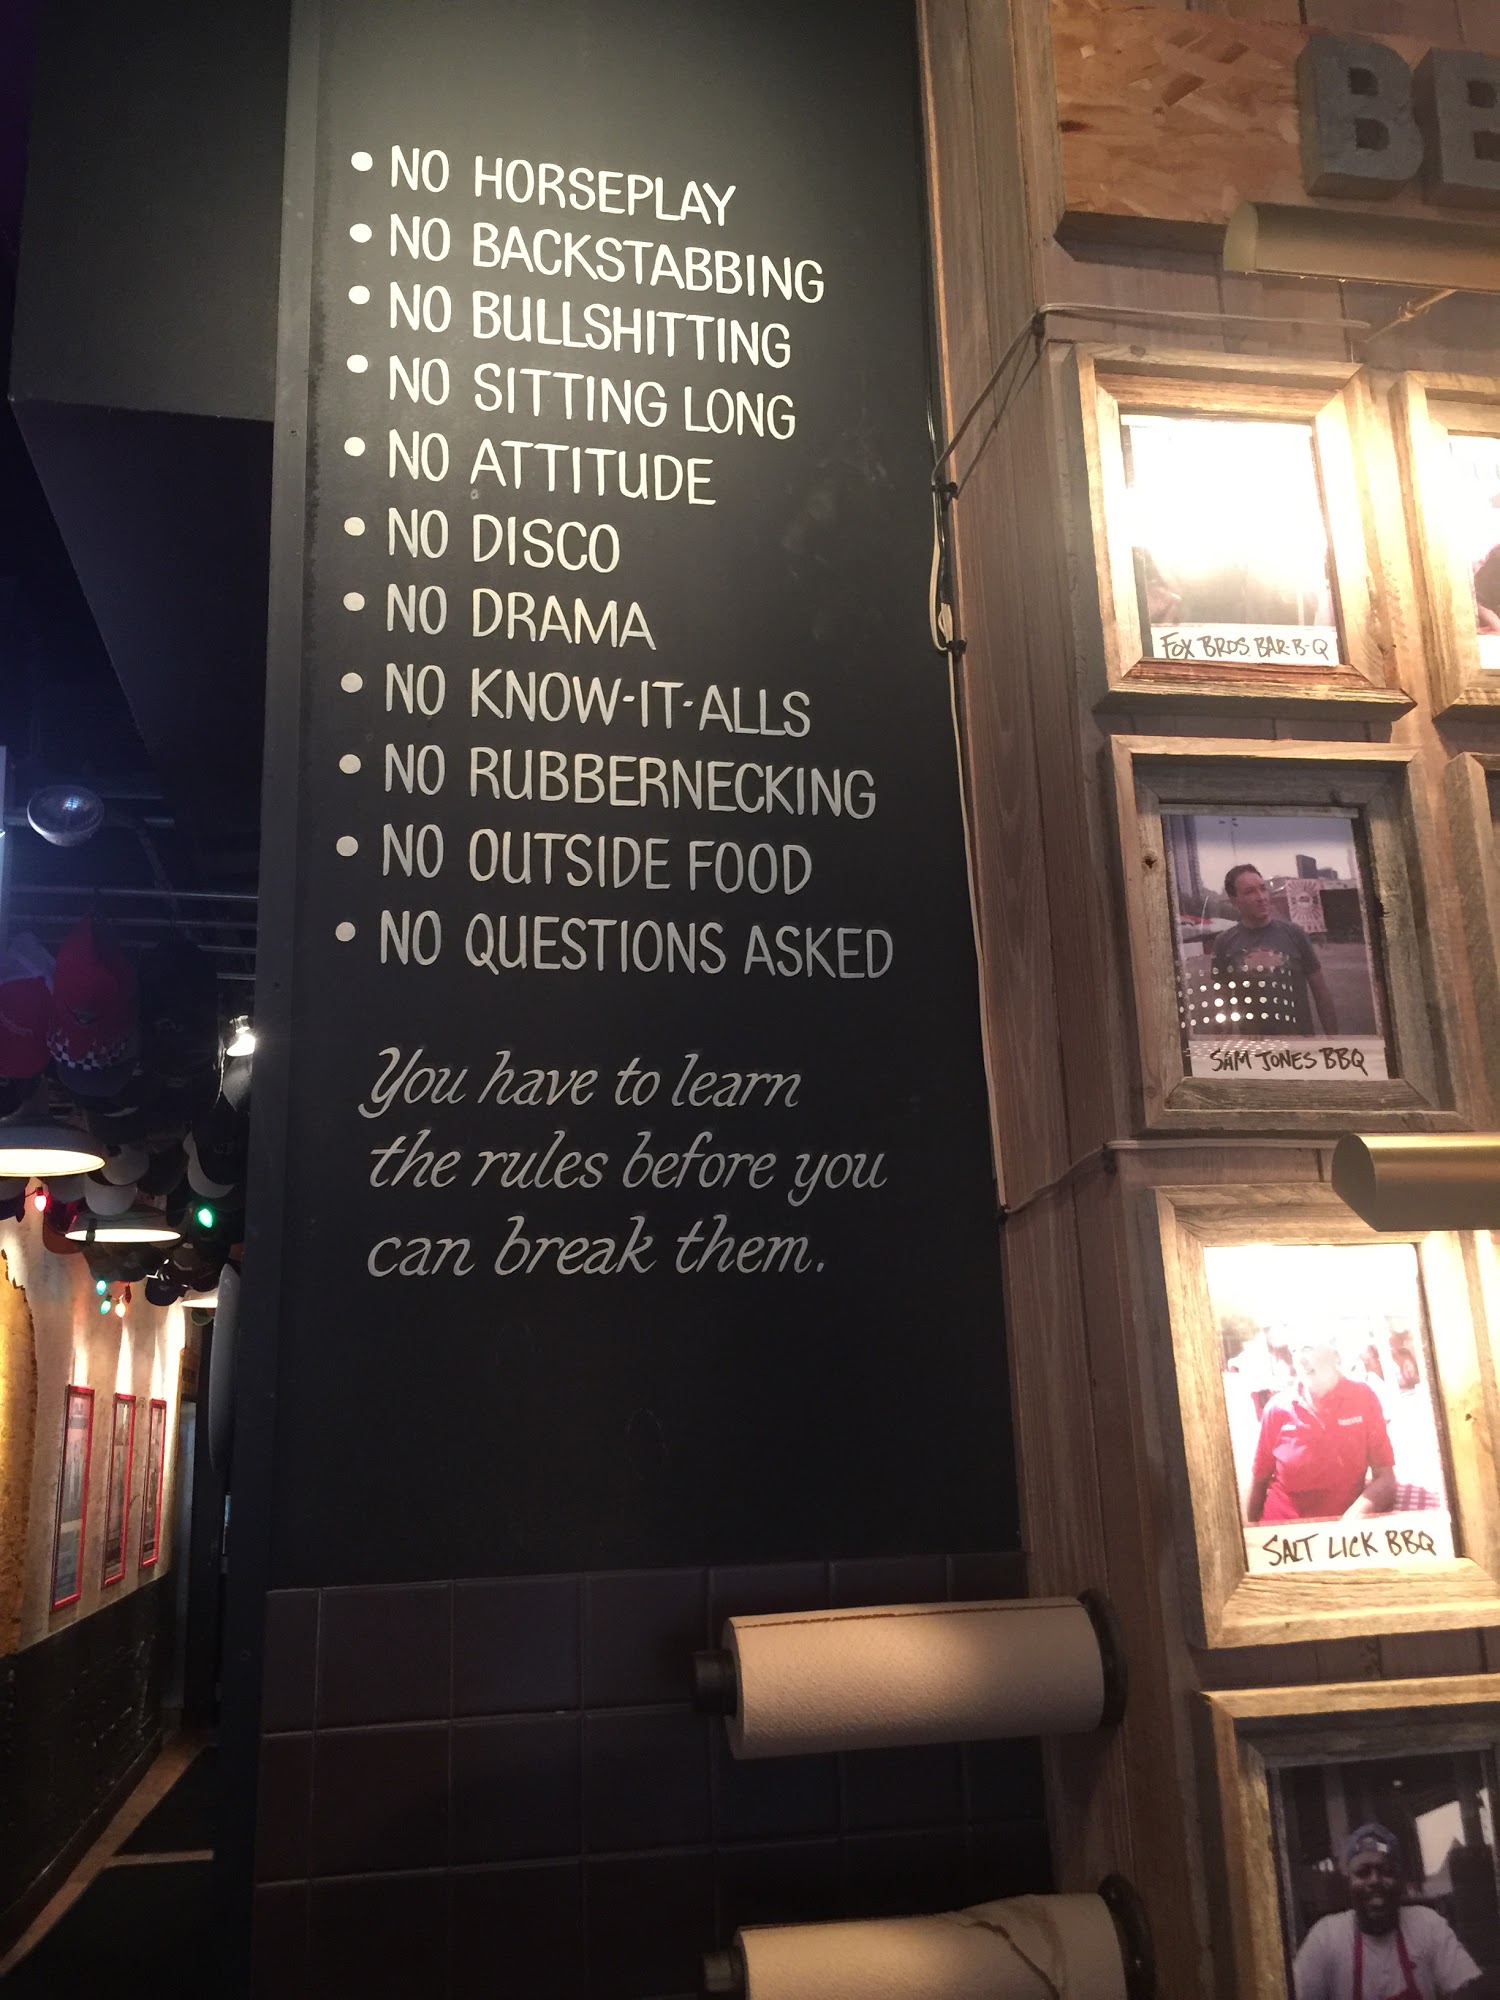 • NO HORSEPLAY
• NO BACKSTABBING
• NO BULLSHITTING
• NO SITTING LONG
• NO ATTITUDE
• NO DISCO
• NO DRAMA
• NO KNOW-IT-ALLS
• NO RUBBERNECKING
• NO OUTSIDE FOOD
• NO QUESTIONS ASKED
You have to learn
the rules before you
can break them.
BE
FOX BROS. BAR-B-Q
SAM JONES BBQ
SALT LICK BBQ